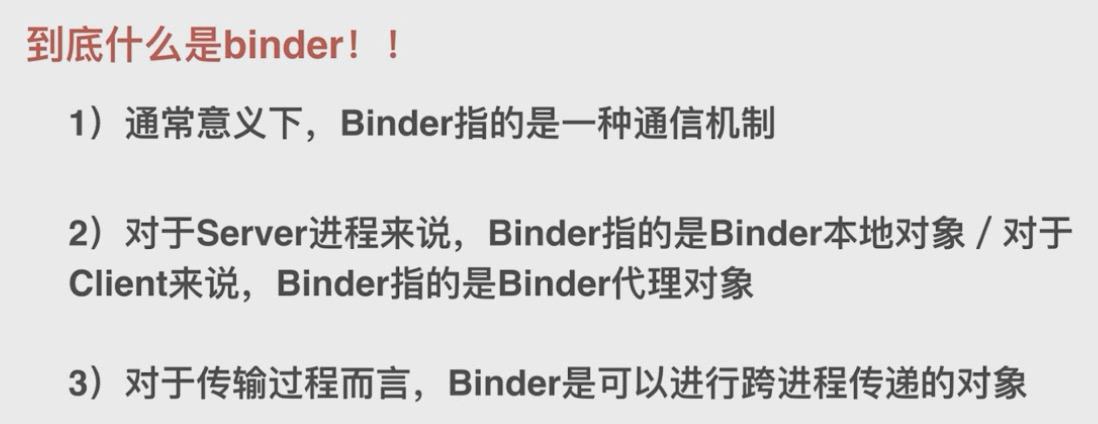 到底什么是binder！！
1）通常意义下，Binder指的是一种通信机制
2）对于Server进程来说，Binder指的是Binder本地对象 / 对于
Client来说，Binder指的是Binder代理对象
3）对于传输过程而言，Binder是可以进行跨进程传递的对象